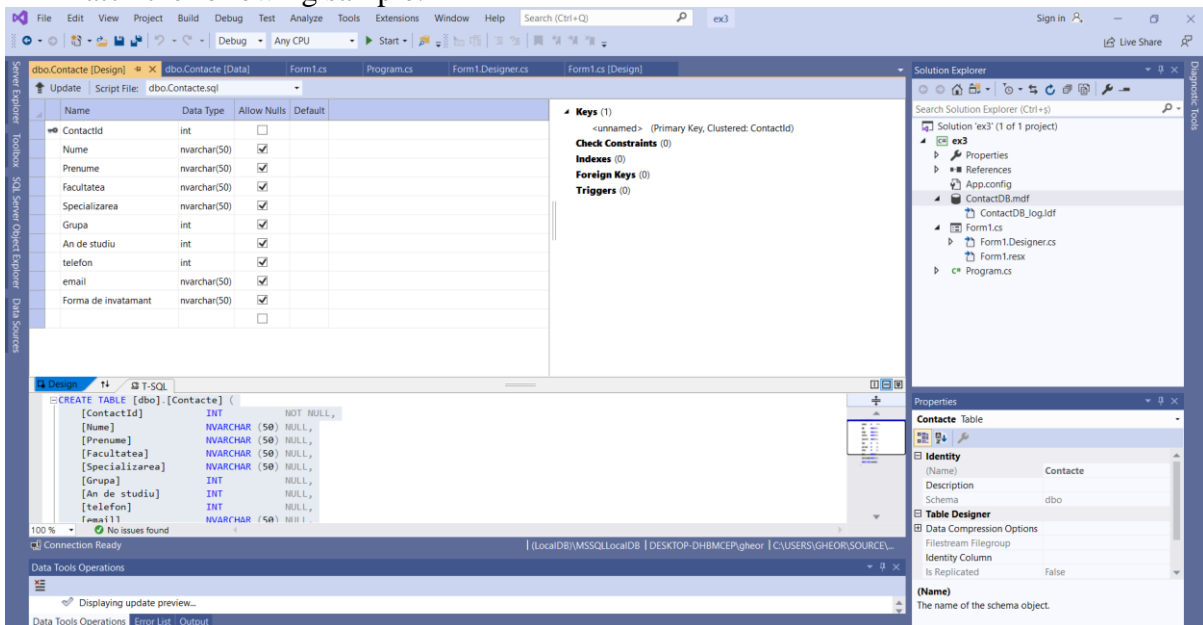 File Edit View Project Build Debug Test Analyze Tools Extensions Window Help Search (Ctrl+Q) ex3 Sign in
Debug Any CPU Start Live Share
Server Explorer Toolbox SQL Server Object Explorer Data Sources
dbo.Contacte [Design] dbo.Contacte [Data] Form1.cs Program.cs Form1.Designer.cs Form1.cs [Design]
Update Script File: dbo.Contacte.sql
Name Data Type Allow Nulls Default
ContactId int
Nume nvarchar(50)
Prenume nvarchar(50)
Facultatea nvarchar(50)
Specializarea nvarchar(50)
Grupa int
An de studiu int
telefon int
email nvarchar(50)
Forma de invatamant nvarchar(50)
Keys (1)
<unnamed> (Primary Key, Clustered: ContactId)
Check Constraints (0)
Indexes (0)
Foreign Keys (0)
Triggers (0)
Design T-SQL
CREATE TABLE [dbo].[Contacte] (
[ContactId] INT NOT NULL,
[Nume] NVARCHAR (50) NULL,
[Prenume] NVARCHAR (50) NULL,
[Facultatea] NVARCHAR (50) NULL,
[Specializarea] NVARCHAR (50) NULL,
[Grupa] INT NULL,
[An de studiu] INT NULL,
[telefon] INT NULL,
[email] NVARCHAR (50) NULL,
100 % No issues found
Connection Ready (LocalDB)\MSSQLLocalDB DESKTOP-DHBMCEP\gheor C:\USERS\GHEOR\SOURCE\...
Data Tools Operations
Displaying update preview...
Data Tools Operations Error List Output
Solution Explorer
Search Solution Explorer (Ctrl+ș)
Solution 'ex3' (1 of 1 project)
ex3
Properties
References
App.config
ContactDB.mdf
ContactDB_log.ldf
Form1.cs
Form1.Designer.cs
Form1.resx
Program.cs
Properties
Contacte Table
Identity
(Name) Contacte
Description
Schema dbo
Table Designer
Data Compression Options
Filestream Filegroup
Identity Column
Is Replicated False
(Name)
The name of the schema object.
Diagnostic Tools